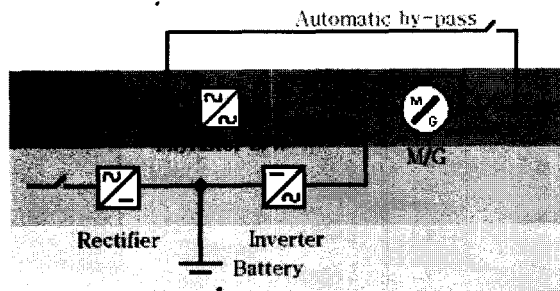 Automatic by-pass
M
G
M/G
Rectifier
Inverter
Battery